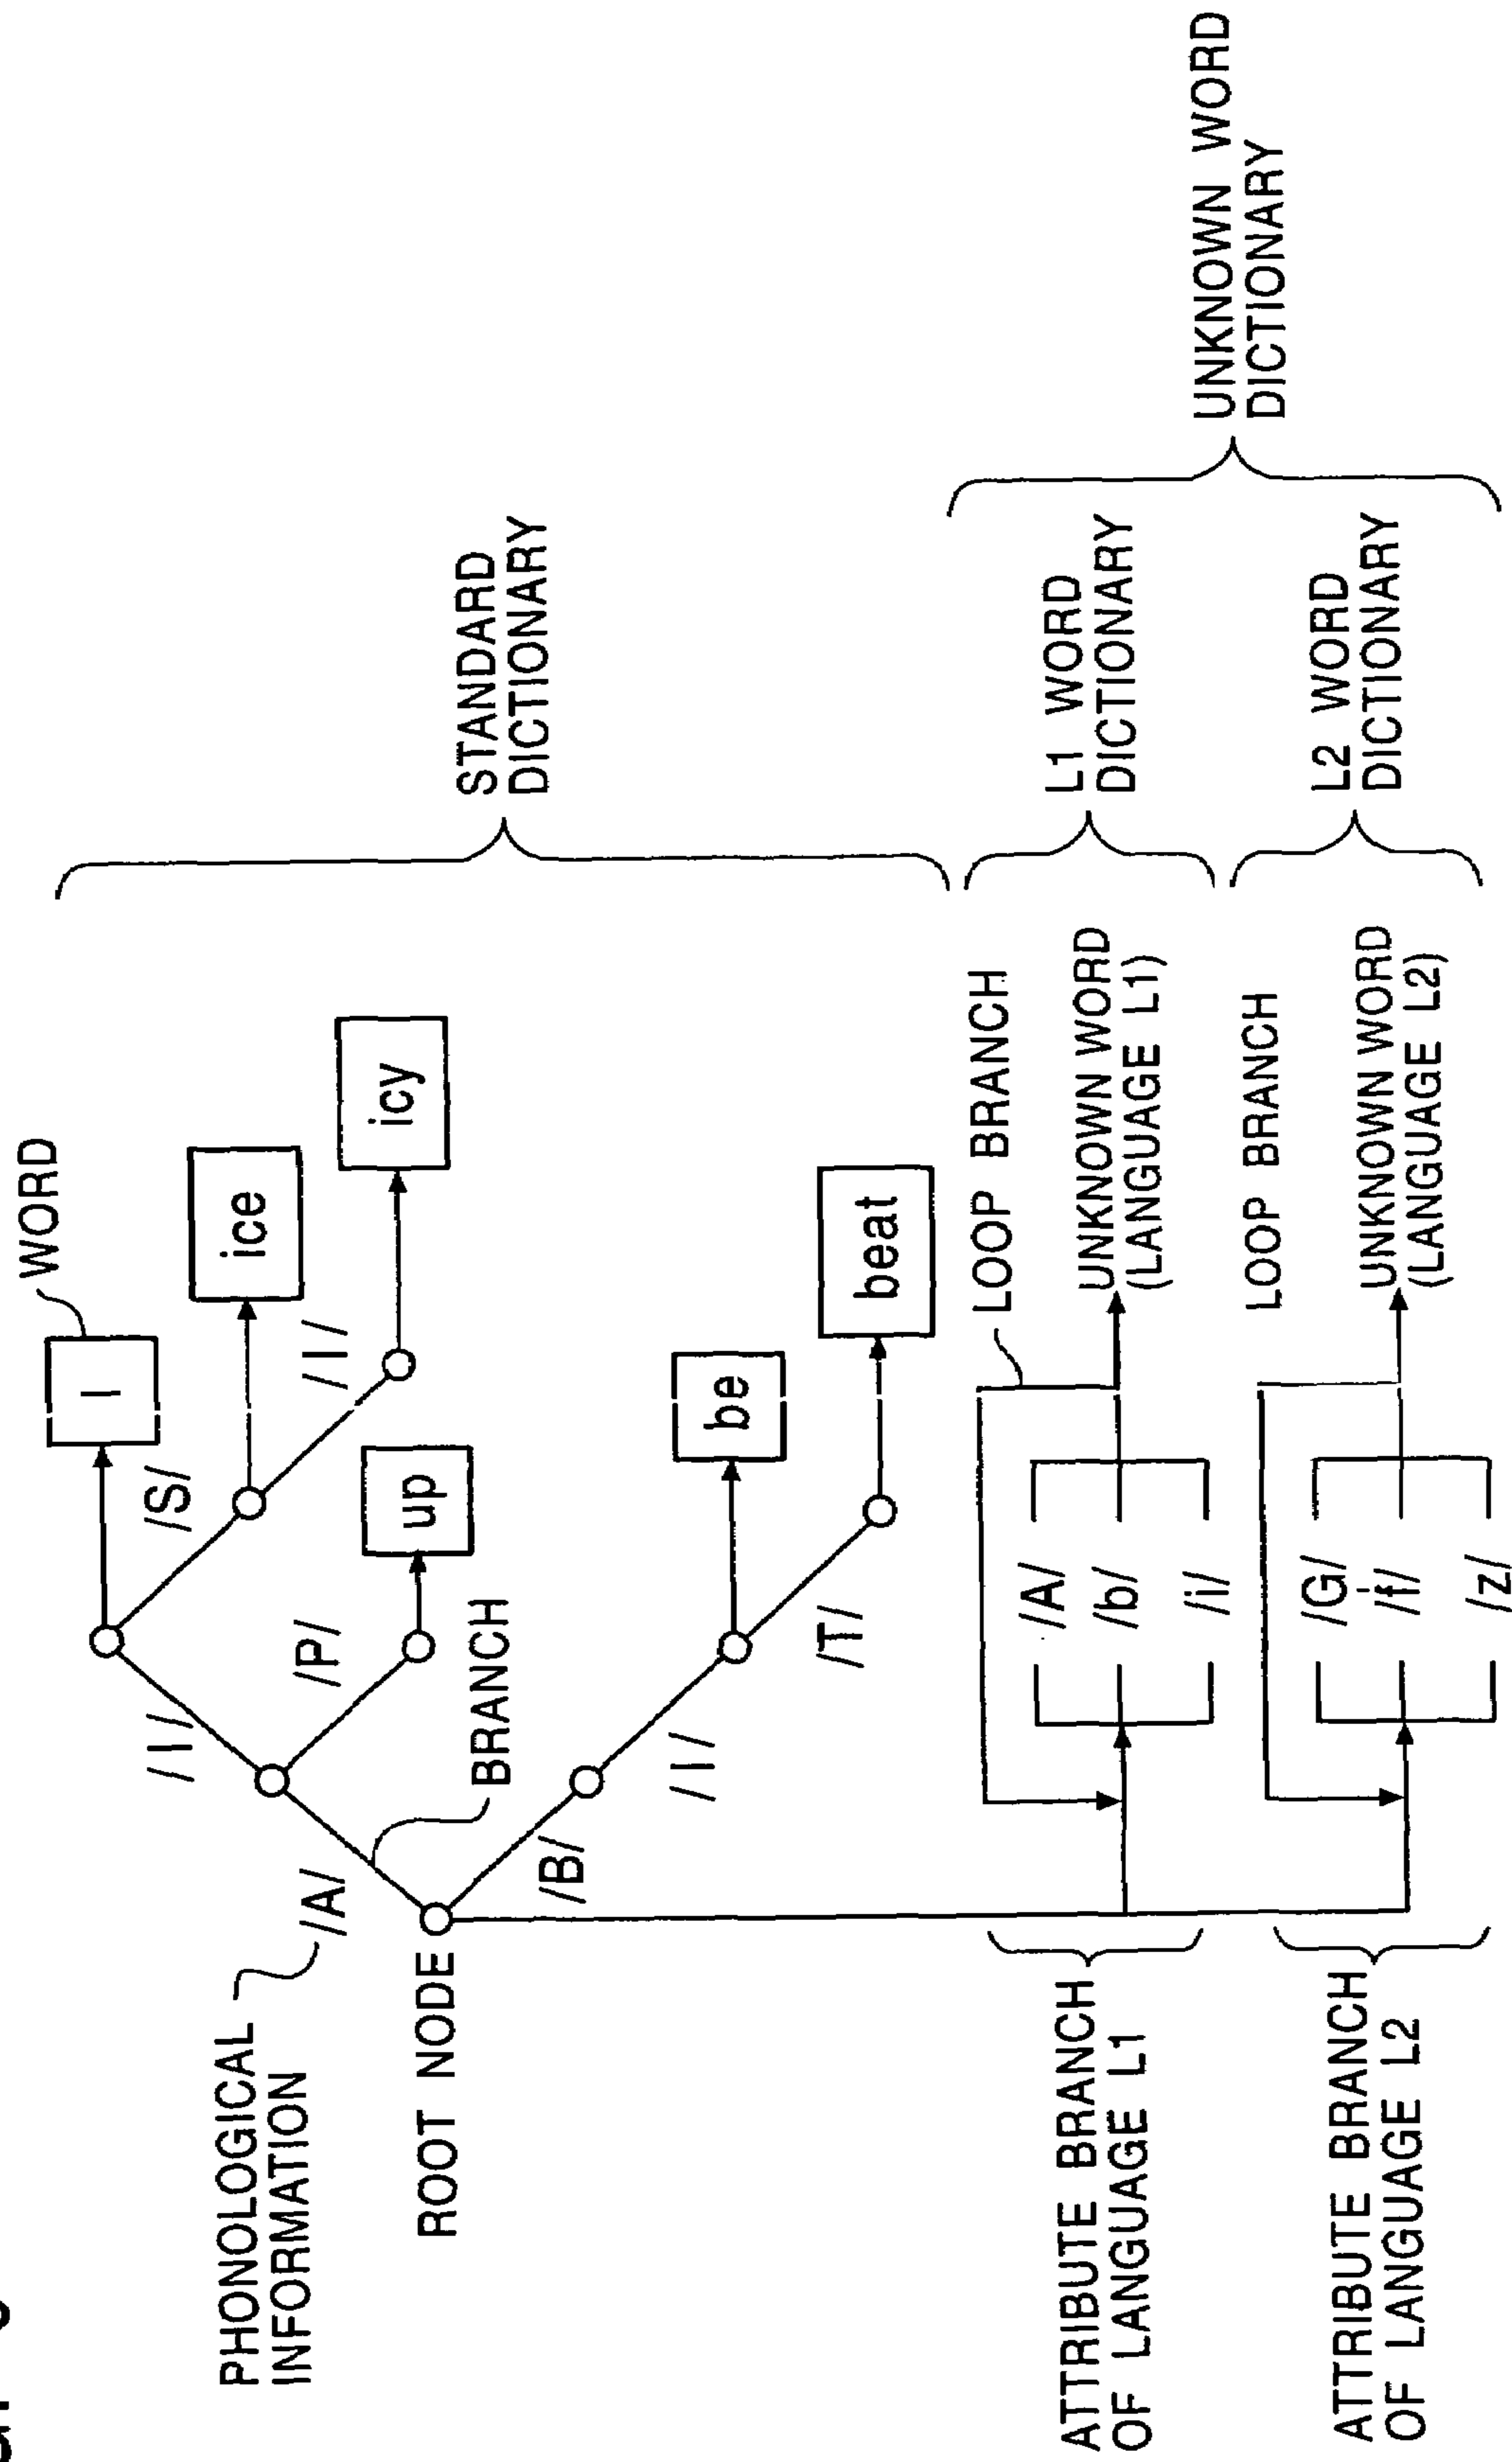 WORD
I
/S/
ice
/I/
icy
/I/
/P/
up
PHONOLOGICAL
INFORMATION
/A/
BRANCH
STANDARD
DICTIONARY
ROOT NODE
/B/
/I/
be
/T/
beat
LOOP BRANCH
ATTRIBUTE BRANCH
OF LANGUAGE L1
/A/
/b/
/i/
UNKNOWN WORD
(LANGUAGE L1)
L1 WORD
DICTIONARY
UNKNOWN WORD
DICTIONARY
LOOP BRANCH
ATTRIBUTE BRANCH
OF LANGUAGE L2
/G/
/f/
/z/
UNKNOWN WORD
(LANGUAGE L2)
L2 WORD
DICTIONARY